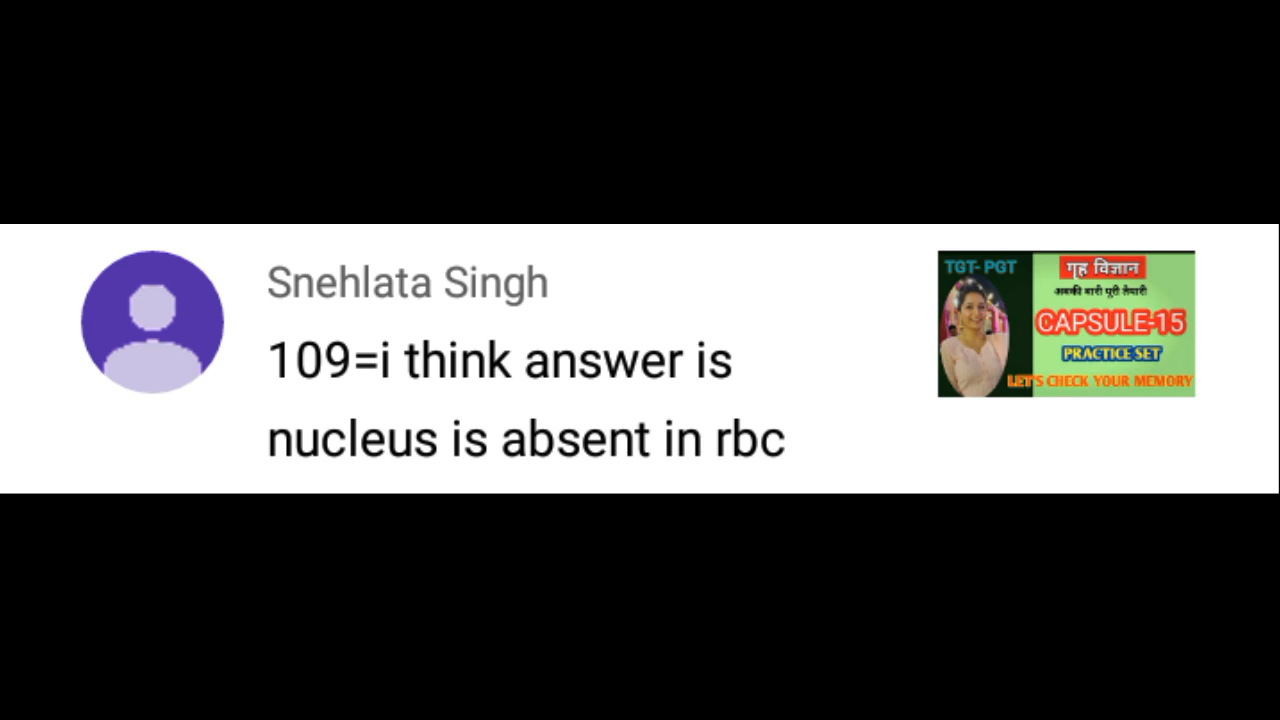 Snehlata Singh
109=i think answer is
nucleus is absent in rbc
TGT- PGT
गृह विज्ञान
अबकी बारी पूरी तैयारी
CAPSULE-15
PRACTICE SET
LET'S CHECK YOUR MEMORY